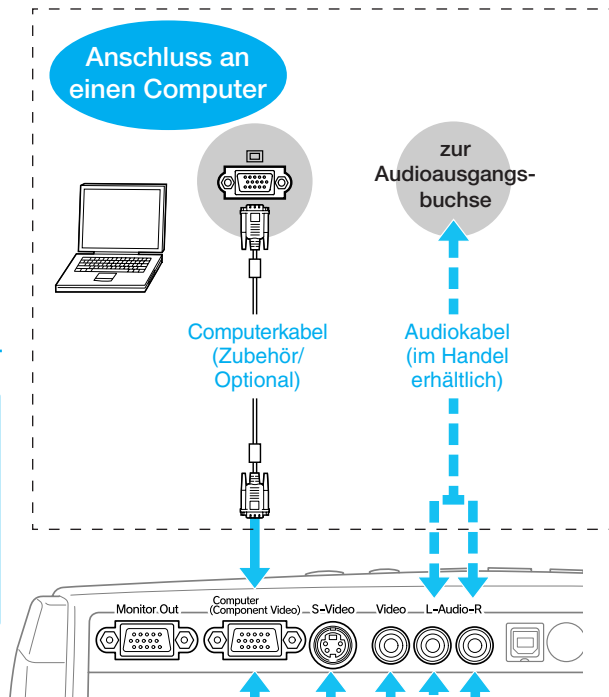 Anschluss an
einen Computer
zur
Audioausgangs-
buchse
Computerkabel
(Zubehör/
Optional)
Audiokabel
(im Handel
erhältlich)
Monitor Out
Computer
(Component Video)
S-Video
Video
L-Audio-R